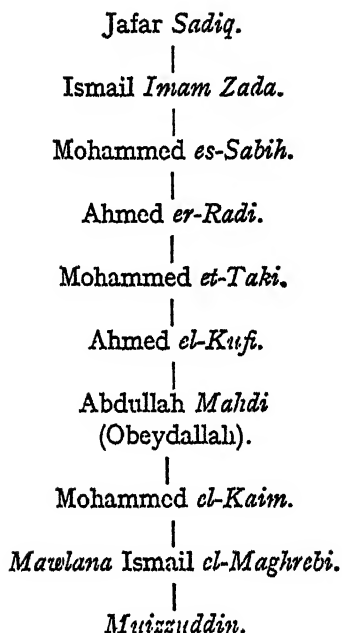 Jafar Sadiq.
Ismail Imam Zada.
Mohammed es-Sabih.
Ahmed er-Radi.
Mohammed et-Taki.
Ahmed el-Kufi.
Abdullah Mahdi
(Obeydallah).
Mohammed el-Kaim.
Mawlana Ismail el-Maghrebi.
Muizzuddin.